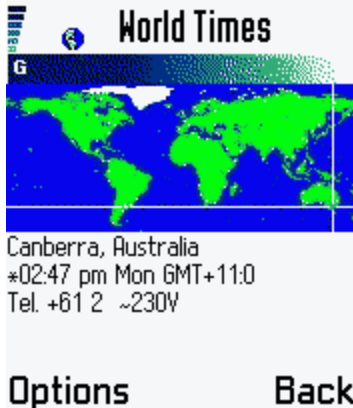 World Times
G
Canberra, Australia
*02:47 pm Mon GMT+11:0
Tel. +61 2 ~230V
Options Back